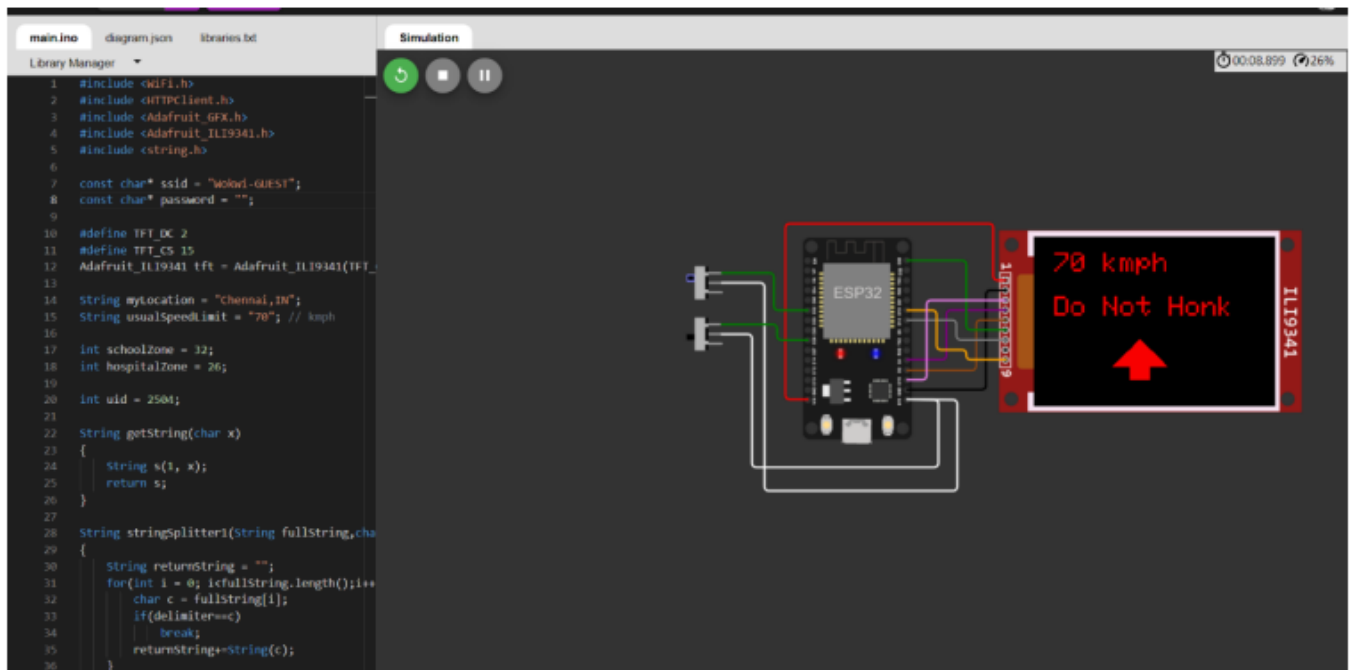 main.ino diagram.json libraries.txt
Library Manager
1 #include <WiFi.h>
2 #include <HTTPClient.h>
3 #include <Adafruit_GFX.h>
4 #include <Adafruit_ILI9341.h>
5 #include <string.h>
6
7 const char* ssid = "Wokwi-GUEST";
8 const char* password = "";
9
10 #define TFT_DC 2
11 #define TFT_CS 15
12 Adafruit_ILI9341 tft = Adafruit_ILI9341(TFT_
13
14 String myLocation = "Chennai,IN";
15 String usualSpeedLimit = "70"; // kmph
16
17 int schoolZone = 32;
18 int hospitalZone = 26;
19
20 int uid = 2504;
21
22 String getString(char x)
23 {
24 String s(1, x);
25 return s;
26 }
27
28 String stringSplitter1(String fullString,cha
29 {
30 String returnString = "";
31 for(int i = 0; i<fullString.length();i++
32 char c = fullString[i];
33 if(delimiter==c)
34 break;
35 returnString+=String(c);
36 }
Simulation
00:08.899 26%
ESP32
1
9
70 kmph
Do Not Honk
ILI9341